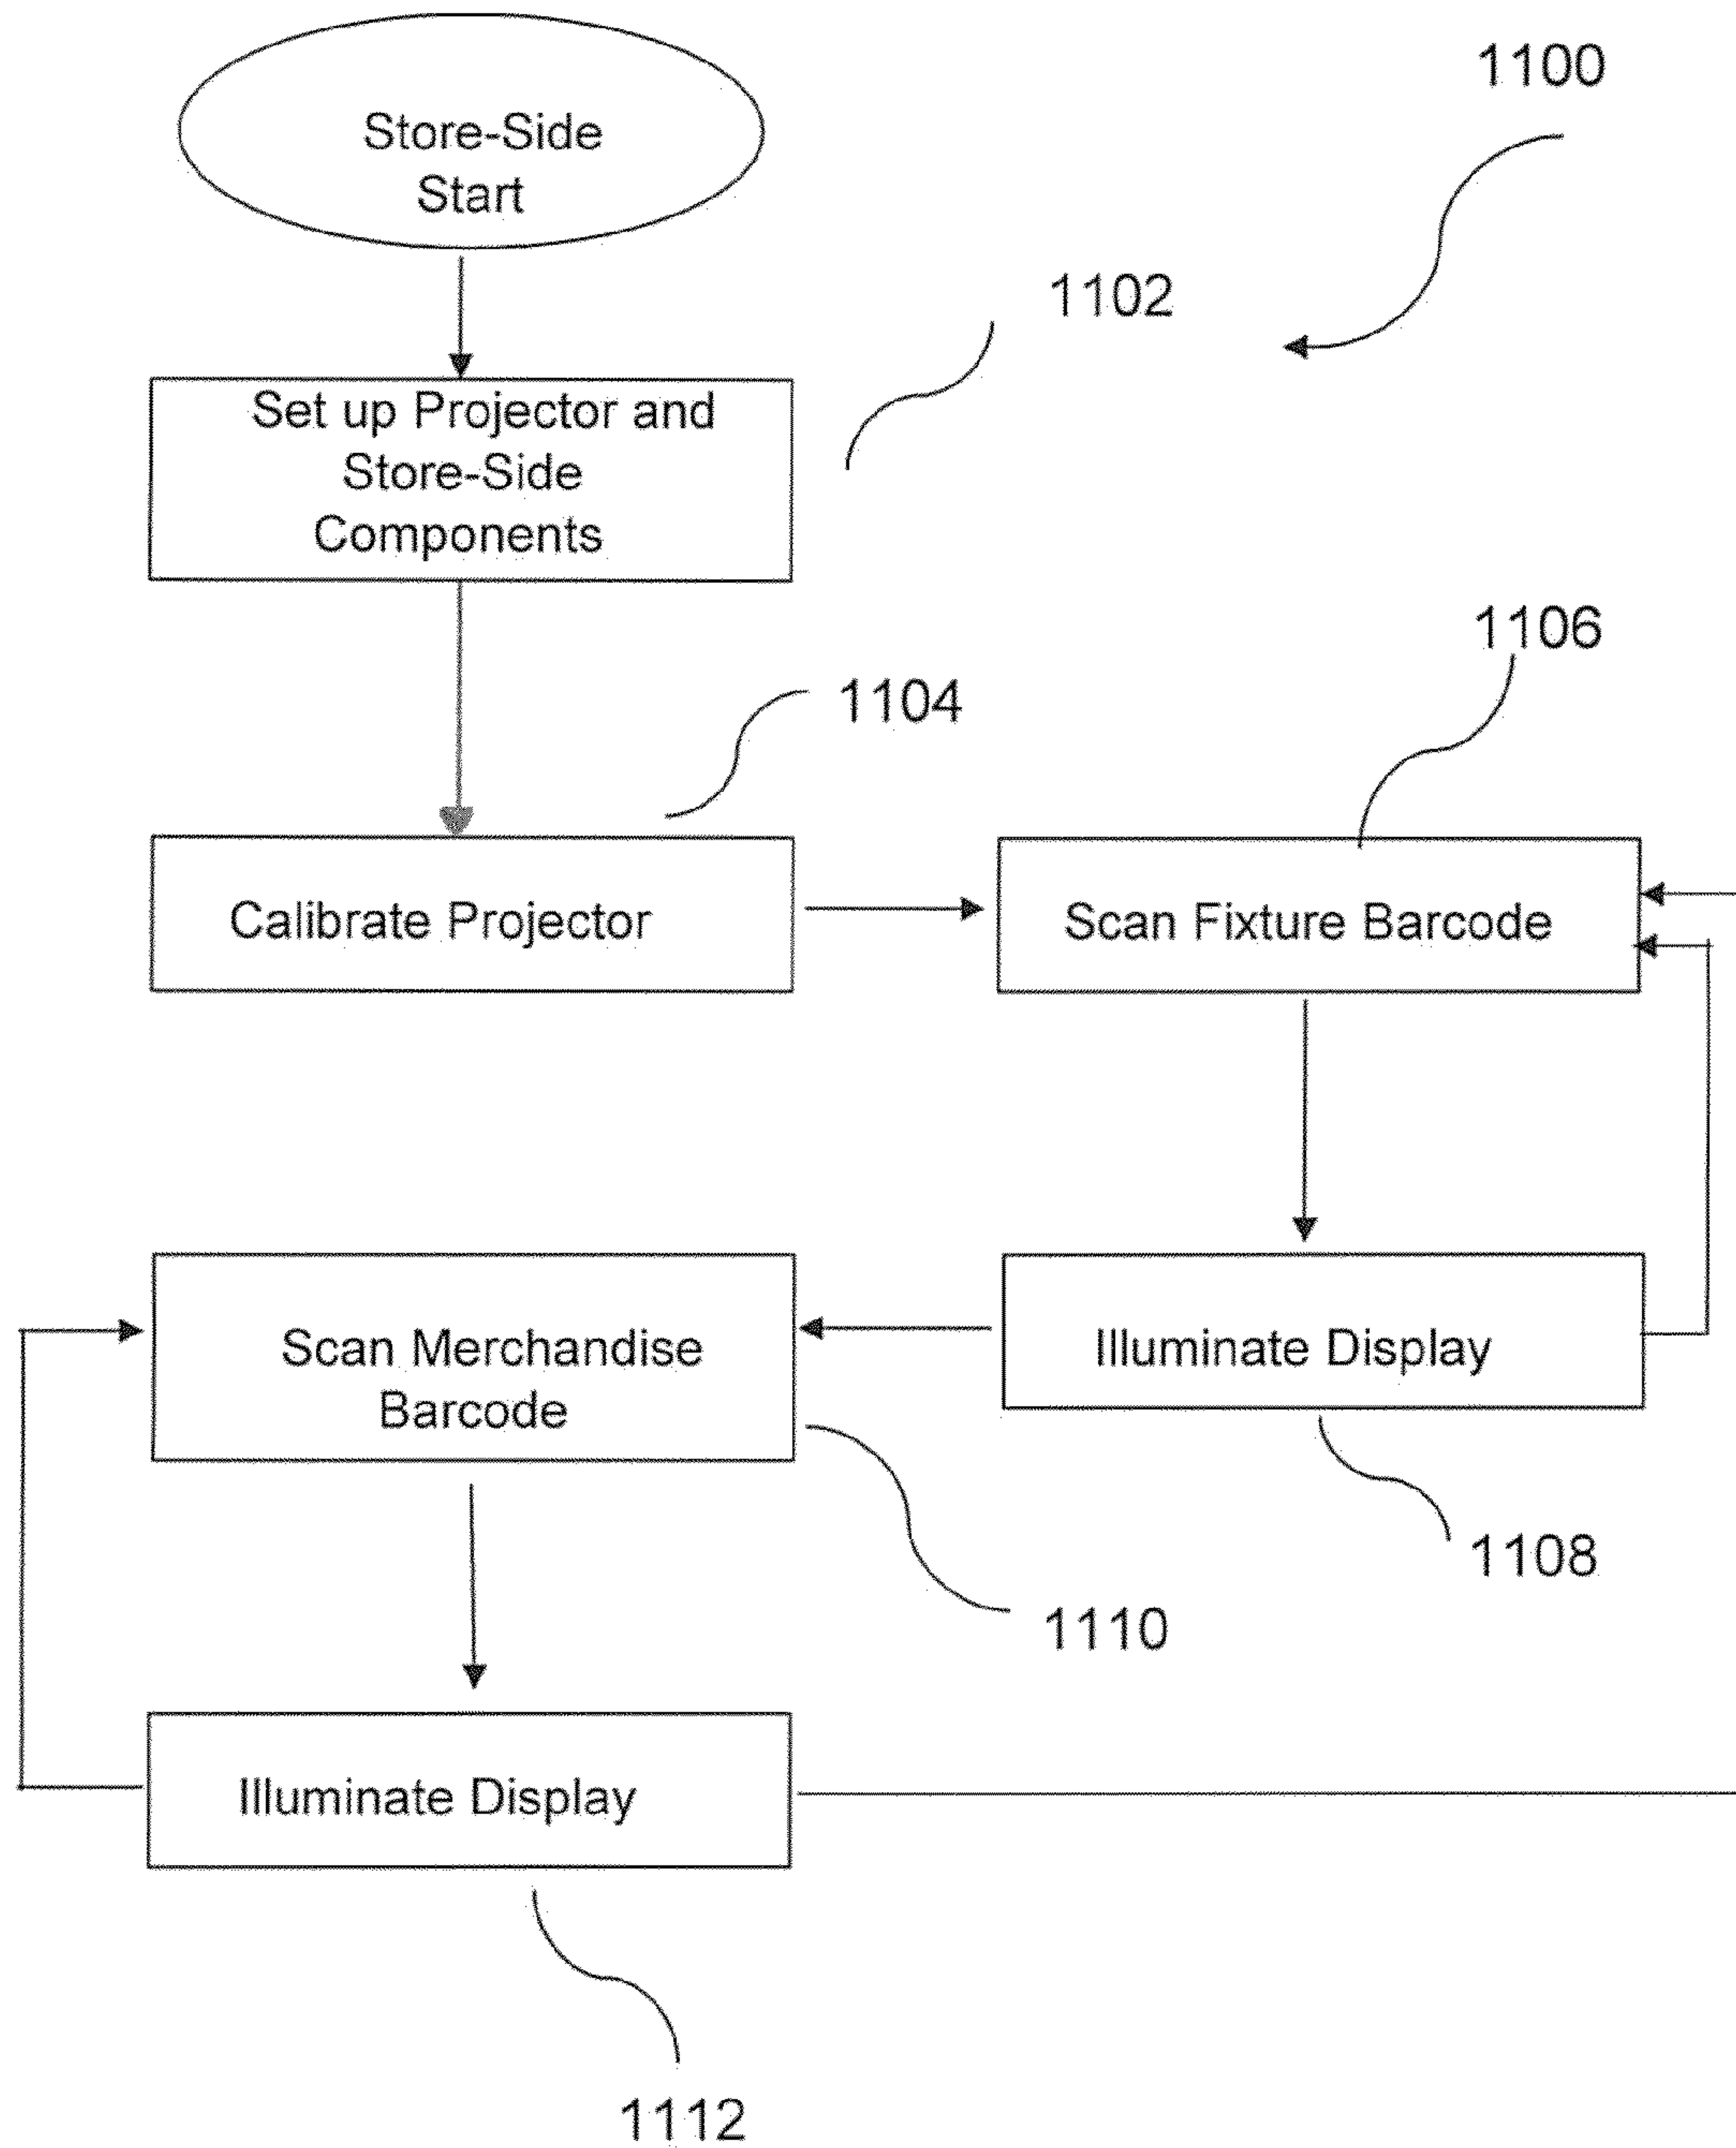 Store-Side
Start
1100
1102
Set up Projector and
Store-Side
Components
1104
1106
Calibrate Projector
Scan Fixture Barcode
Scan Merchandise
Barcode
Illuminate Display
1108
1110
Illuminate Display
1112